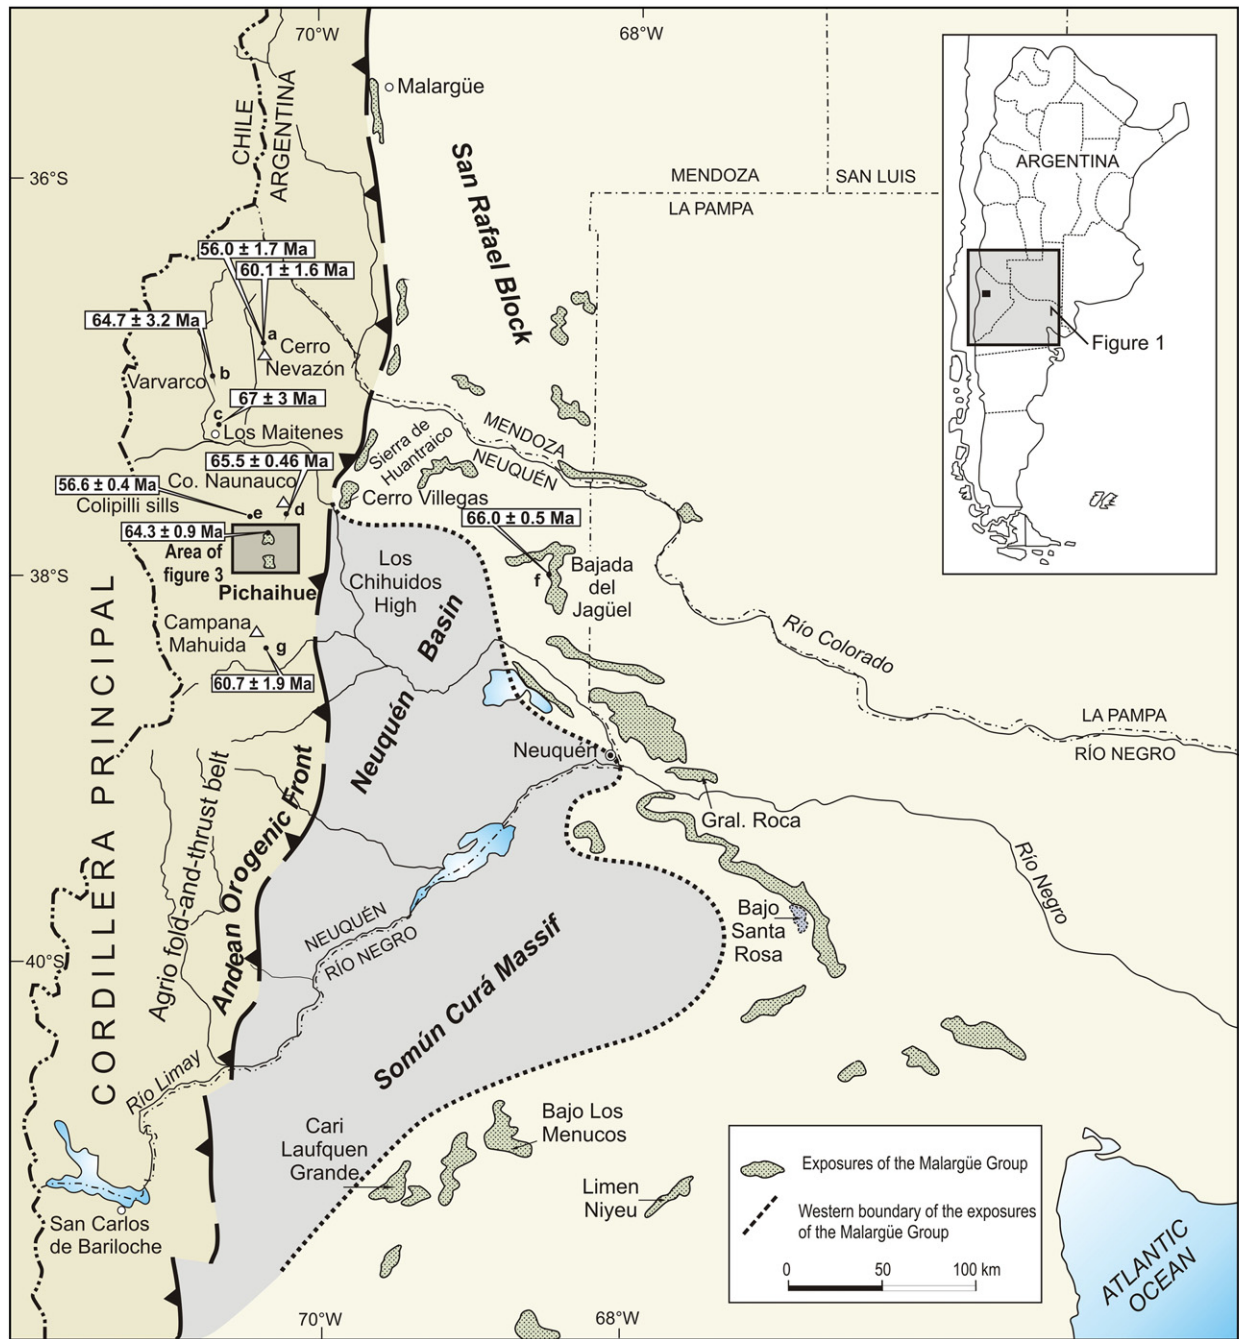 70°W
68°W
Malargüe
CHILE
ARGENTINA
36°S
San Rafael Block
MENDOZA
SAN LUIS
LA PAMPA
ARGENTINA
Figure 1
56.0 ± 1.7 Ma
60.1 ± 1.6 Ma
64.7 ± 3.2 Ma
a
Cerro
Nevazón
b
Varvarco
67 ± 3 Ma
c
Los Maitenes
MENDOZA
NEUQUÉN
Sierra de
Huantraico
65.5 ± 0.46 Ma
Co. Naunauco
56.6 ± 0.4 Ma
Colipilli sills
Cerro Villegas
e
d
66.0 ± 0.5 Ma
64.3 ± 0.9 Ma
Area of
figure 3
Pichaihue
38°S
Los
Chihuidos
High
f
Bajada
del
Jagüel
Campana
Mahuida
g
60.7 ± 1.9 Ma
Río Colorado
Neuquén Basin
LA PAMPA
RÍO NEGRO
Neuquén
Gral. Roca
CORDILLERA PRINCIPAL
Agrio fold-and-thrust belt
Andean Orogenic Front
Río Negro
Bajo
Santa
Rosa
NEUQUÉN
RÍO NEGRO
40°S
Somún Curá Massif
Río Limay
Cari
Laufquen
Grande
Bajo Los
Menucos
Limen
Niyeu
San Carlos
de Bariloche
Exposures of the Malargüe Group
Western boundary of the exposures
of the Malargüe Group
0 50 100 km
ATLANTIC
OCEAN
70°W
68°W